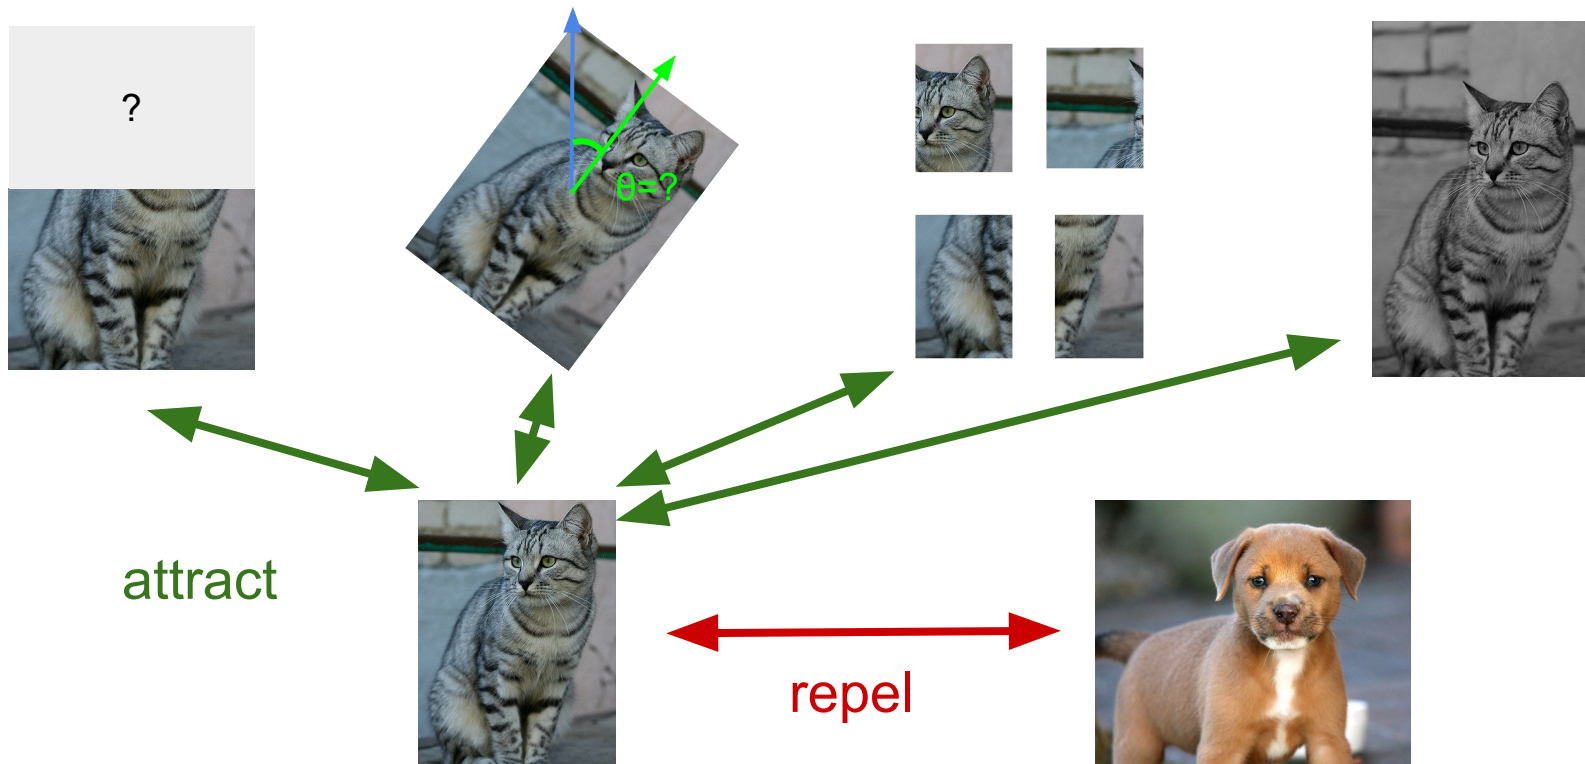 ?
θ=?
attract
repel